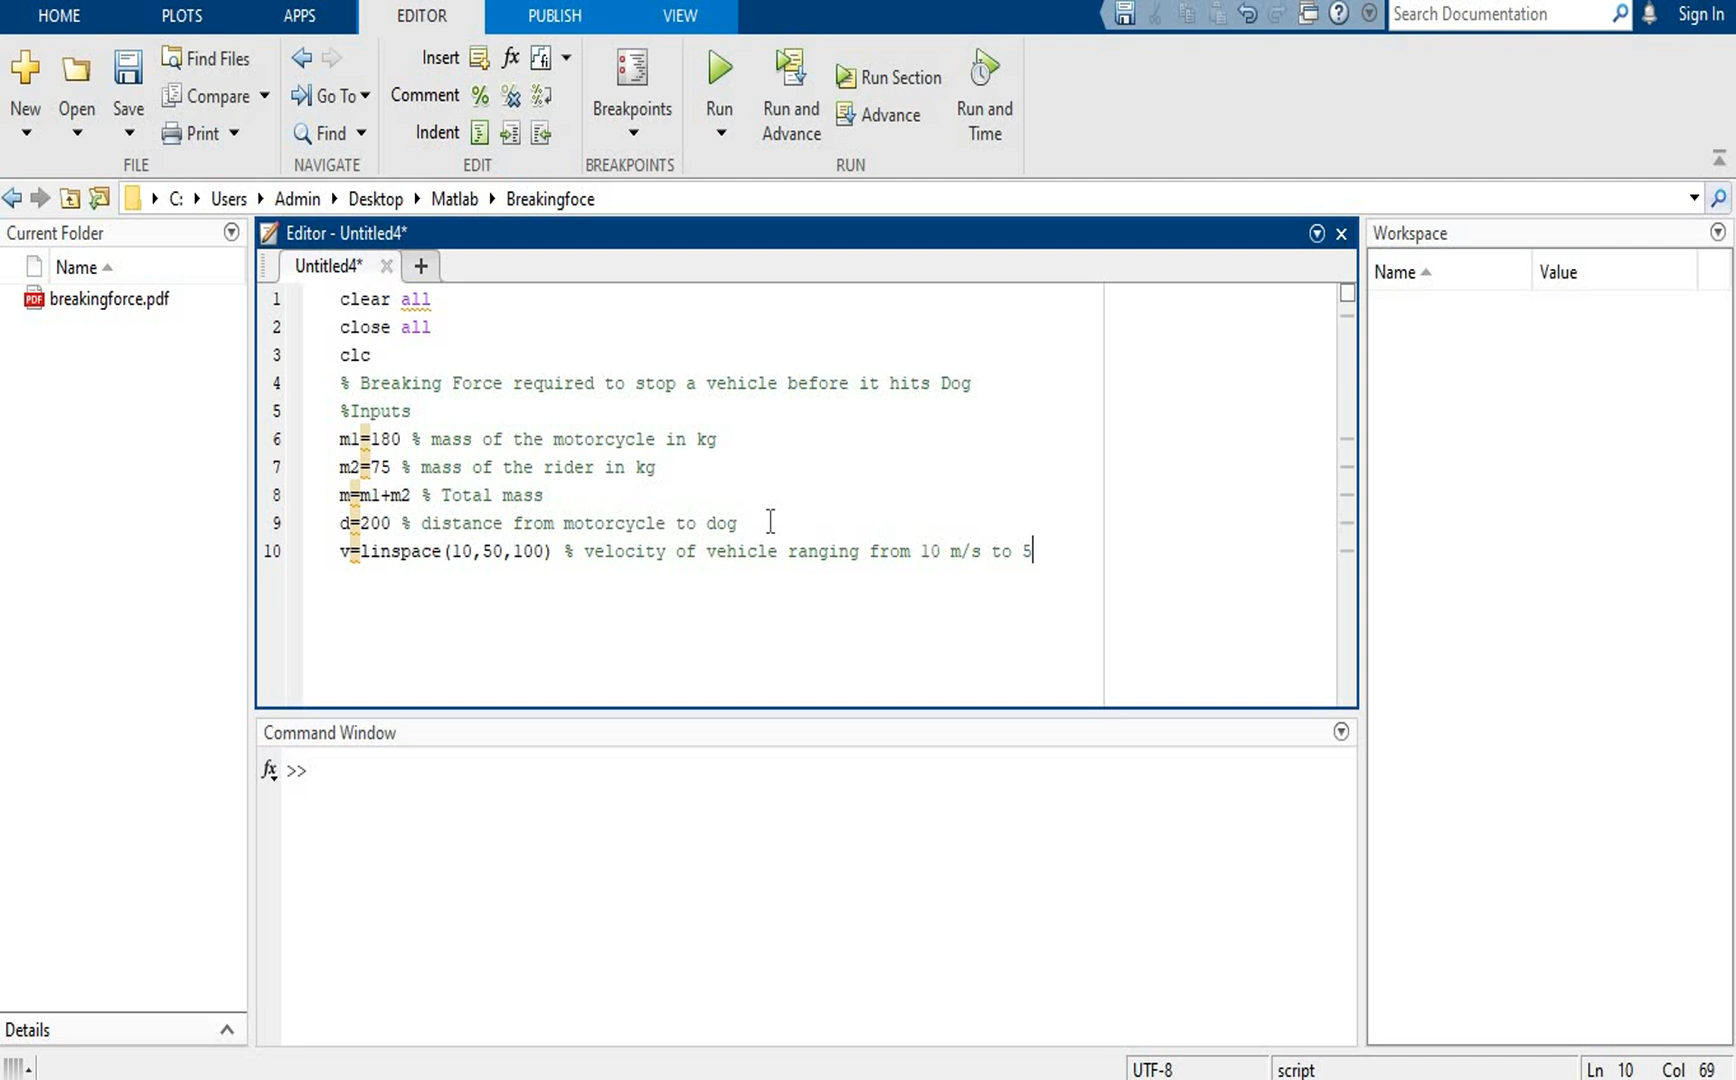 HOME PLOTS APPS EDITOR PUBLISH VIEW Search Documentation Sign In
New Open Save Find Files Compare Print
FILE
Go To Find
NAVIGATE
Insert fx
Comment
Indent
EDIT
Breakpoints
BREAKPOINTS
Run Run and Advance Run Section Advance Run and Time
RUN
C: Users Admin Desktop Matlab Breakingfoce
Current Folder
Name
PDF breakingforce.pdf
Details
Editor - Untitled4*
Untitled4* +
1 clear all
2 close all
3 clc
4 % Breaking Force required to stop a vehicle before it hits Dog
5 %Inputs
6 m1=180 % mass of the motorcycle in kg
7 m2=75 % mass of the rider in kg
8 m=m1+m2 % Total mass
9 d=200 % distance from motorcycle to dog
10 v=linspace(10,50,100) % velocity of vehicle ranging from 10 m/s to 5
Command Window
fx >>
Workspace
Name Value
UTF-8 script Ln 10 Col 69